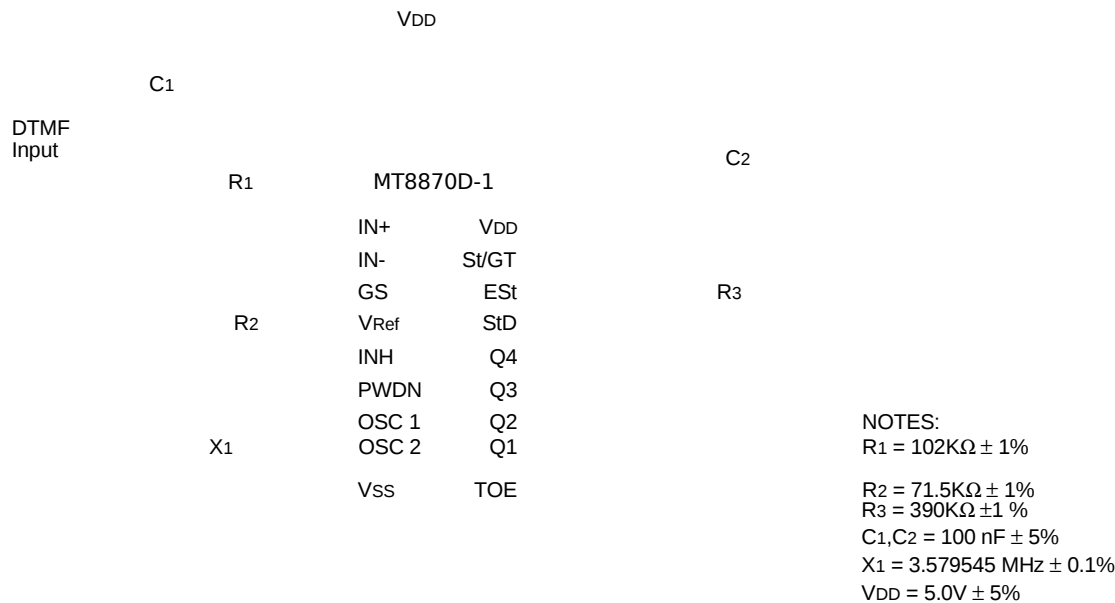 VDD
C1
DTMF
Input
C2
R1
MT8870D-1
IN+ VDD
IN- St/GT
GS ESt
R3
R2
VRef StD
INH Q4
PWDN Q3
OSC 1 Q2
X1
OSC 2 Q1
VSS TOE
NOTES:
R1 = 102KΩ ± 1%
R2 = 71.5KΩ ± 1%
R3 = 390KΩ ±1 %
C1,C2 = 100 nF ± 5%
X1 = 3.579545 MHz ± 0.1%
VDD = 5.0V ± 5%